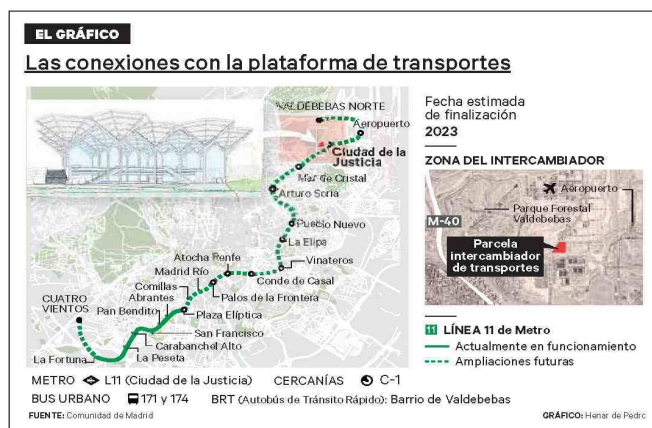 EL GRÁFICO
Las conexiones con la plataforma de transportes
VALDEBEBAS NORTE
Aeropuerto
Ciudad de la
Justicia
Mar de Cristal
Arturo Soria
Pueblo Nuevo
La Elipa
Vinateros
Conde de Casal
Atocha Renfe
Madrid Río
Palos de la Frontera
Comillas
Abrantes
Plaza Elíptica
Pan Bendito
CUATRO
VIENTOS
San Francisco
Carabanchel Alto
La Peseta
La Fortuna
Fecha estimada
de finalización
2023
ZONA DEL INTERCAMBIADOR
Aeropuerto
Parque Forestal
Valdebebas
M-40
Parcela
intercambiador
de transportes
11 LÍNEA 11 de Metro
Actualmente en funcionamiento
Ampliaciones futuras
METRO L11 (Ciudad de la Justicia) CERCANÍAS C-1
BUS URBANO 171 y 174 BRT (Autobús de Tránsito Rápido): Barrio de Valdebebas
FUENTE: Comunidad de Madrid
GRÁFICO: Henar de Pedro